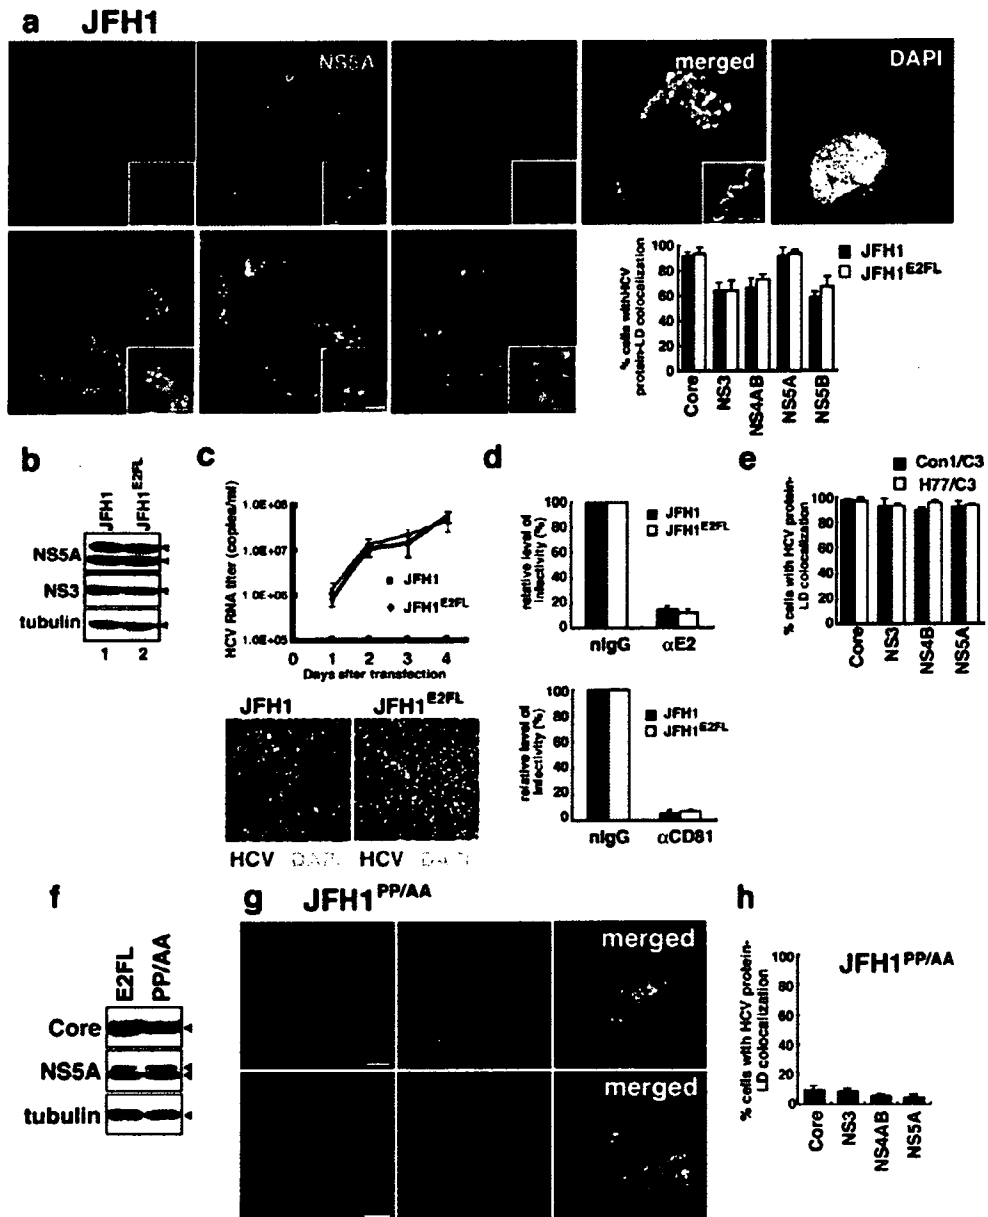 a JFH1
NS5A
merged
DAPI
% cells with HCV
protein-LD colocalization
100
80
60
40
20
0
JFH1
JFH1E2FL
Core
NS3
NS4AB
NS5A
NS5B
b
JFH1
JFH1E2FL
NS5A
NS3
tubulin
1 2
c
HCV RNA titer (copies/ml)
1.0E+08
1.0E+07
1.0E+06
1.0E+05
JFH1
JFH1E2FL
0 1 2 3 4
Days after transfection
JFH1 JFH1E2FL
HCV DAPI HCV DAPI
d
relative level of
infectivity (%)
100
80
60
40
20
0
JFH1
JFH1E2FL
nIgG αE2
relative level of
infectivity (%)
100
80
60
40
20
0
JFH1
JFH1E2FL
nIgG αCD81
e
Con1/C3
H77/C3
% cells with HCV protein-
LD colocalization
100
80
60
40
20
0
Core
NS3
NS4B
NS5A
f
E2FL
PP/AA
Core
NS5A
tubulin
g JFH1PP/AA
merged
merged
h
JFH1PP/AA
% cells with HCV protein-
LD colocalization
100
80
60
40
20
0
Core
NS3
NS4AB
NS5A